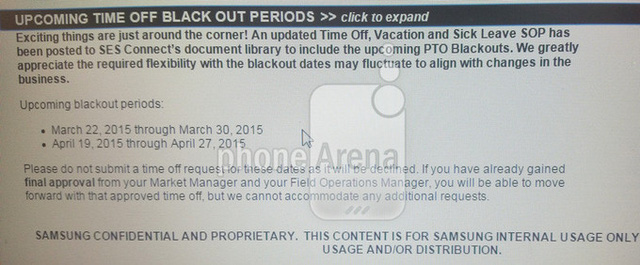 UPCOMING TIME OFF BLACK OUT PERIODS >> click to expand
Exciting things are just around the corner! An updated Time Off, Vacation and Sick Leave SOP has
been posted to SES Connect's document library to include the upcoming PTO Blackouts. We greatly
appreciate the required flexibility with the blackout dates may fluctuate to align with changes in the
business.
Upcoming blackout periods:
• March 22, 2015 through March 30, 2015
• April 19, 2015 through April 27, 2015
phoneArena
Please do not submit a time off request for these dates as it will be declined. If you have already gained
final approval from your Market Manager and your Field Operations Manager, you will be able to move
forward with that approved time off, but we cannot accommodate any additional requests.
SAMSUNG CONFIDENTIAL AND PROPRIETARY. THIS CONTENT IS FOR SAMSUNG INTERNAL USAGE ONLY
USAGE AND/OR DISTRIBUTION.